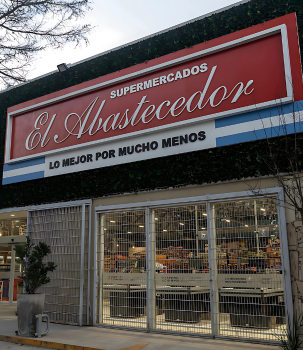 SUPERMERCADOS
El Abastecedor
LO MEJOR POR MUCHO MENOS